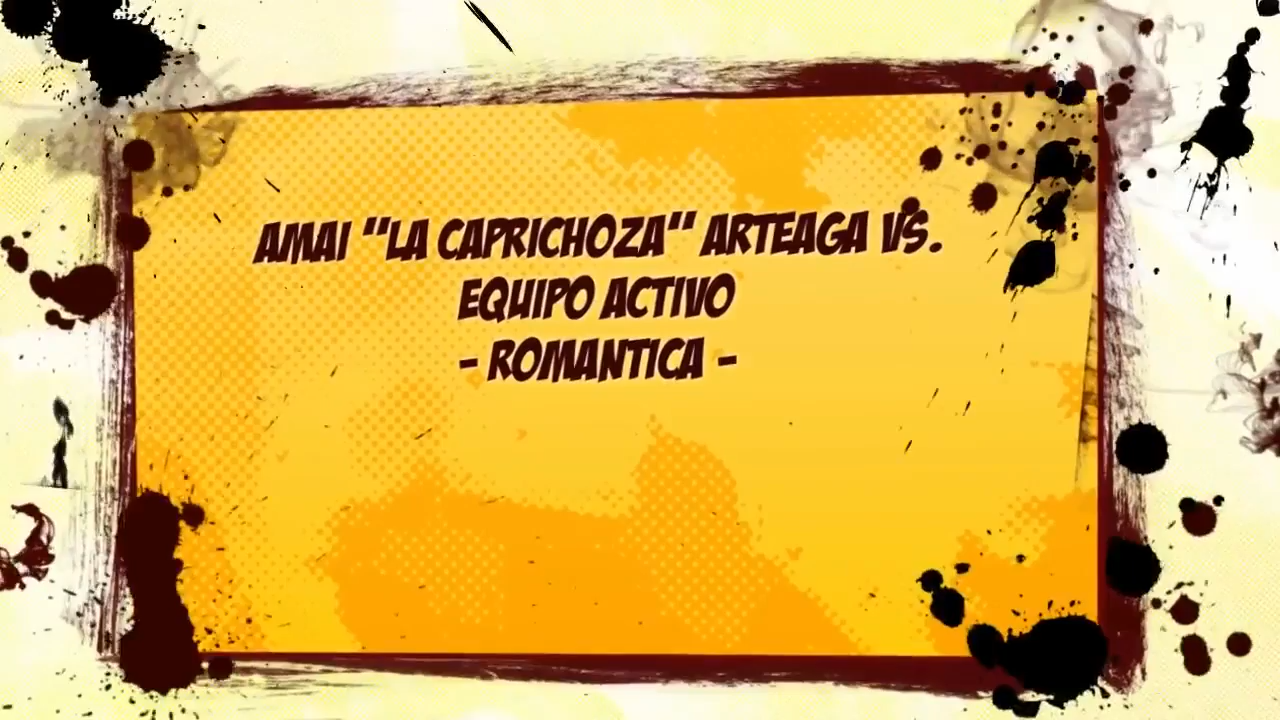 AMAI "LA CAPRICHOZA" ARTEAGA VS.
EQUIPO ACTIVO
- ROMANTICA -